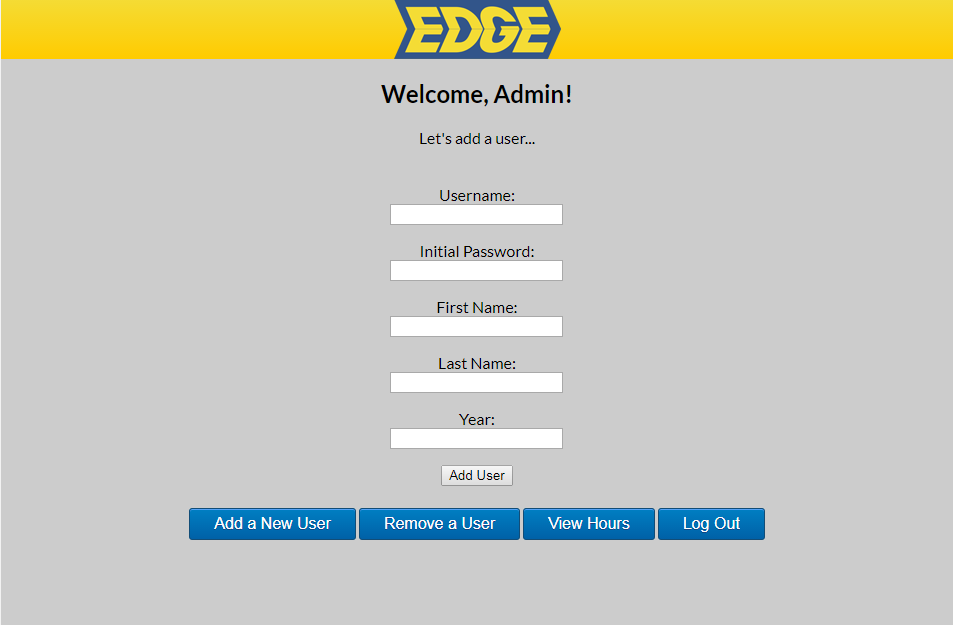 EDGE
Welcome, Admin!
Let's add a user...
Username:
Initial Password:
First Name:
Last Name:
Year:
Add User
Add a New User Remove a User View Hours Log Out